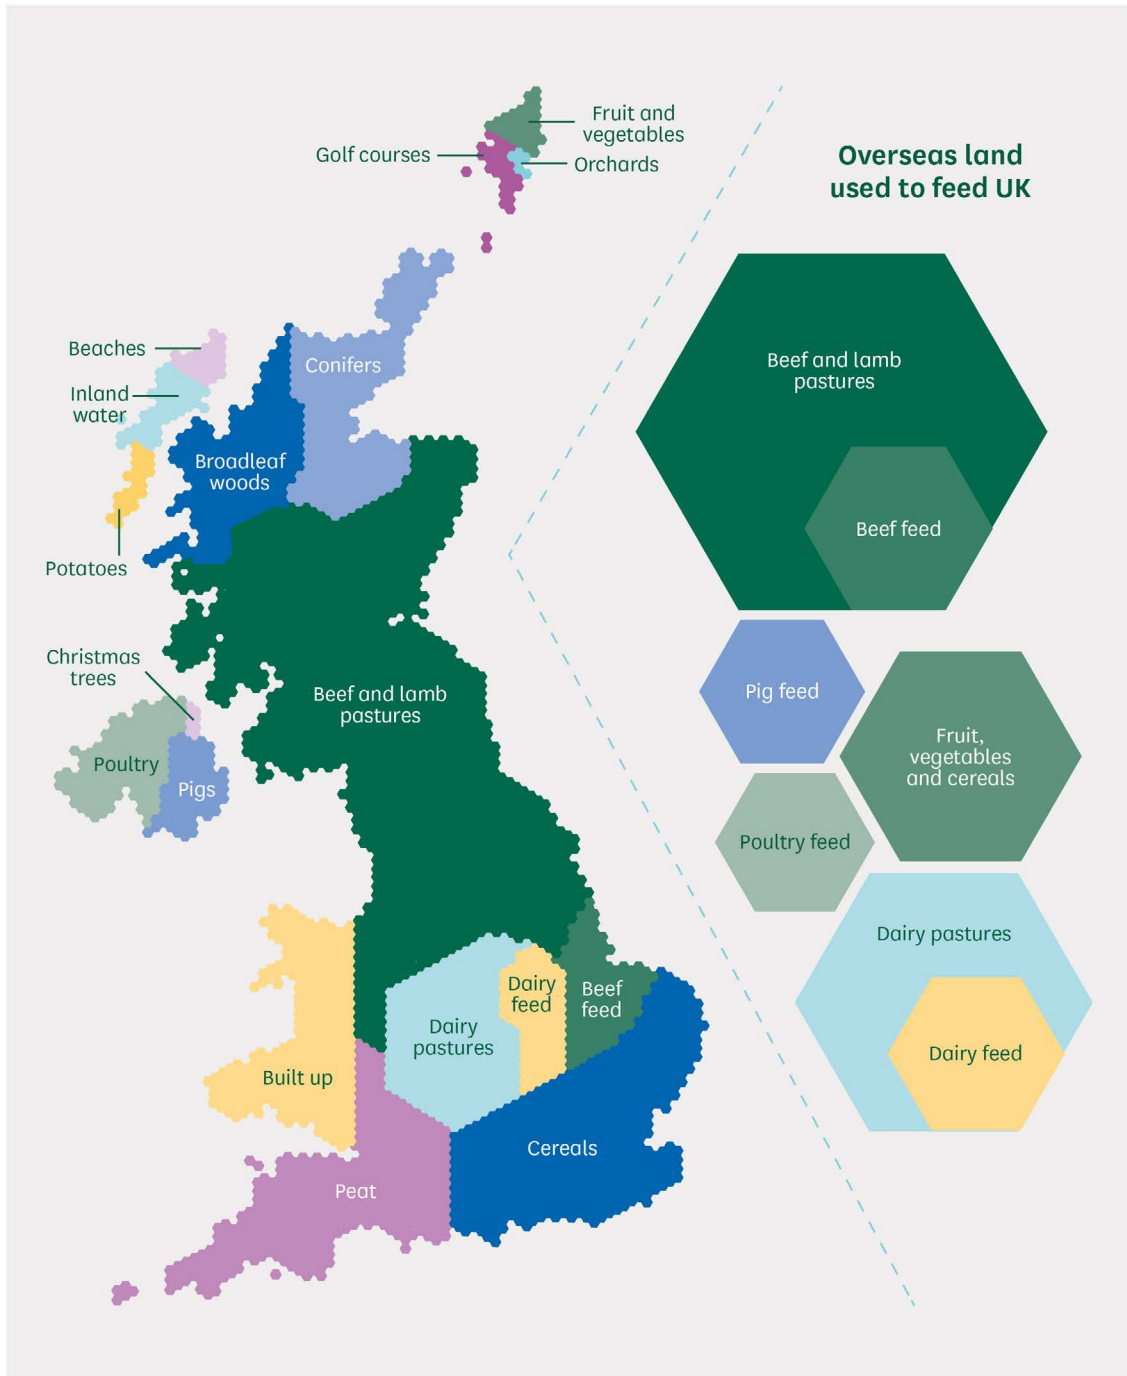 Fruit and
vegetables
Golf courses
Orchards
Overseas land
used to feed UK
Beaches
Inland
water
Conifers
Broadleaf
woods
Potatoes
Beef and lamb
pastures
Beef feed
Christmas
trees
Poultry
Pigs
Beef and lamb
pastures
Pig feed
Fruit,
vegetables
and cereals
Poultry feed
Dairy pastures
Dairy feed
Dairy
feed
Beef
feed
Dairy
pastures
Built up
Cereals
Peat